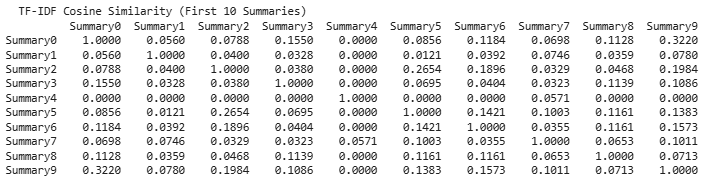 TF-IDF Cosine Similarity (First 10 Summaries)
Summary0 Summary1 Summary2 Summary3 Summary4 Summary5 Summary6 Summary7 Summary8 Summary9
Summary0 1.0000 0.0560 0.0788 0.1550 0.0000 0.0856 0.1184 0.0698 0.1128 0.3220
Summary1 0.0560 1.0000 0.0400 0.0328 0.0000 0.0121 0.0392 0.0746 0.0359 0.0780
Summary2 0.0788 0.0400 1.0000 0.0380 0.0000 0.2654 0.1896 0.0329 0.0468 0.1984
Summary3 0.1550 0.0328 0.0380 1.0000 0.0000 0.0695 0.0404 0.0323 0.1139 0.1086
Summary4 0.0000 0.0000 0.0000 0.0000 1.0000 0.0000 0.0000 0.0571 0.0000 0.0000
Summary5 0.0856 0.0121 0.2654 0.0695 0.0000 1.0000 0.1421 0.1003 0.1161 0.1383
Summary6 0.1184 0.0392 0.1896 0.0404 0.0000 0.1421 1.0000 0.0355 0.1161 0.1573
Summary7 0.0698 0.0746 0.0329 0.0323 0.0571 0.1003 0.0355 1.0000 0.0653 0.1011
Summary8 0.1128 0.0359 0.0468 0.1139 0.0000 0.1161 0.1161 0.0653 1.0000 0.0713
Summary9 0.3220 0.0780 0.1984 0.1086 0.0000 0.1383 0.1573 0.1011 0.0713 1.0000